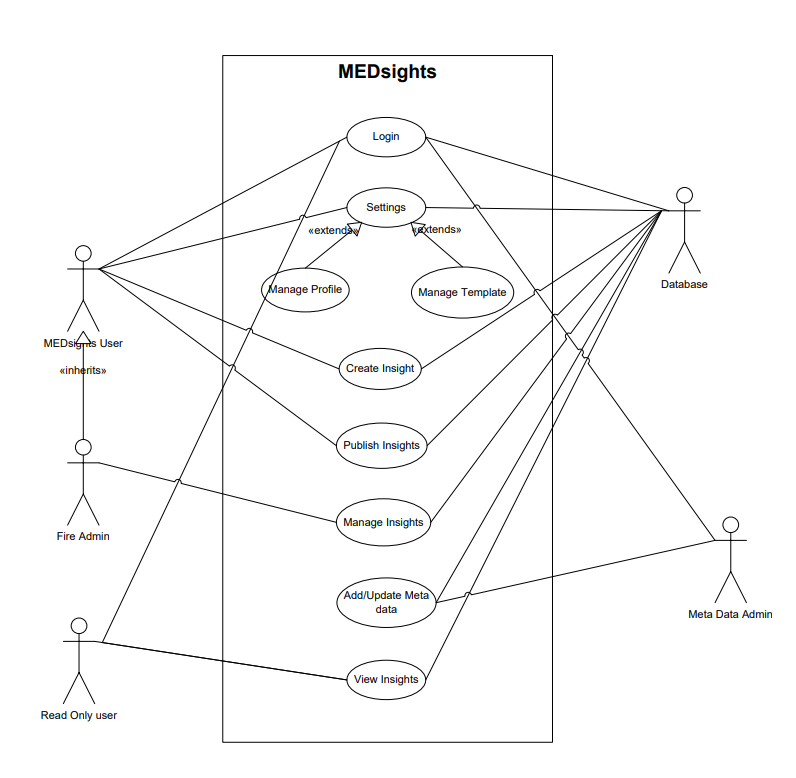 MEDsights
Login
Settings
«extends»
«extends»
Manage Profile
Manage Template
Database
MEDsights User
«inherits»
Create Insight
Publish Insights
Manage Insights
Fire Admin
Add/Update Meta
data
Meta Data Admin
View Insights
Read Only user